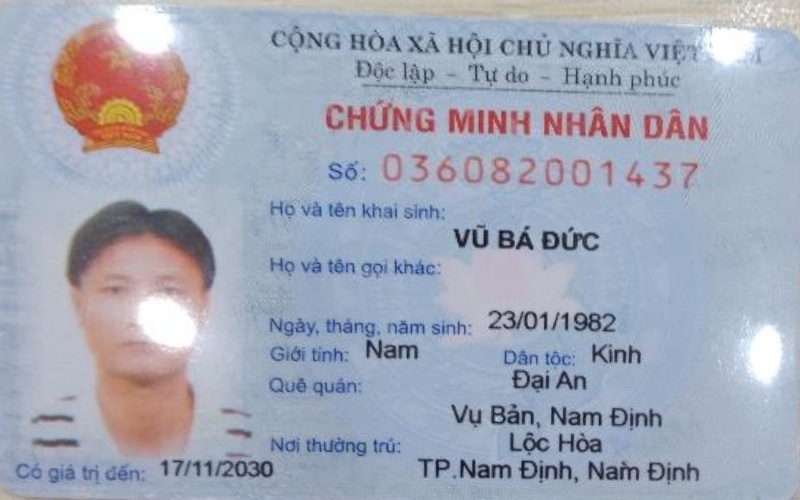 CỘNG HÒA XÃ HỘI CHỦ NGHĨA VIỆT
Độc lập - Tự do - Hạnh phúc
CHỨNG MINH NHÂN DÂN
Số: 036082001437
Họ và tên khai sinh:
VŨ BÁ ĐỨC
Họ và tên gọi khác:
Ngày, tháng, năm sinh: 23/01/1982
Giới tính: Nam Dân tộc: Kinh
Quê quán: Đại An
Vụ Bản, Nam Định
Nơi thường trú: Lộc Hòa
TP.Nam Định, Nam Định
Có giá trị đến: 17/11/2030